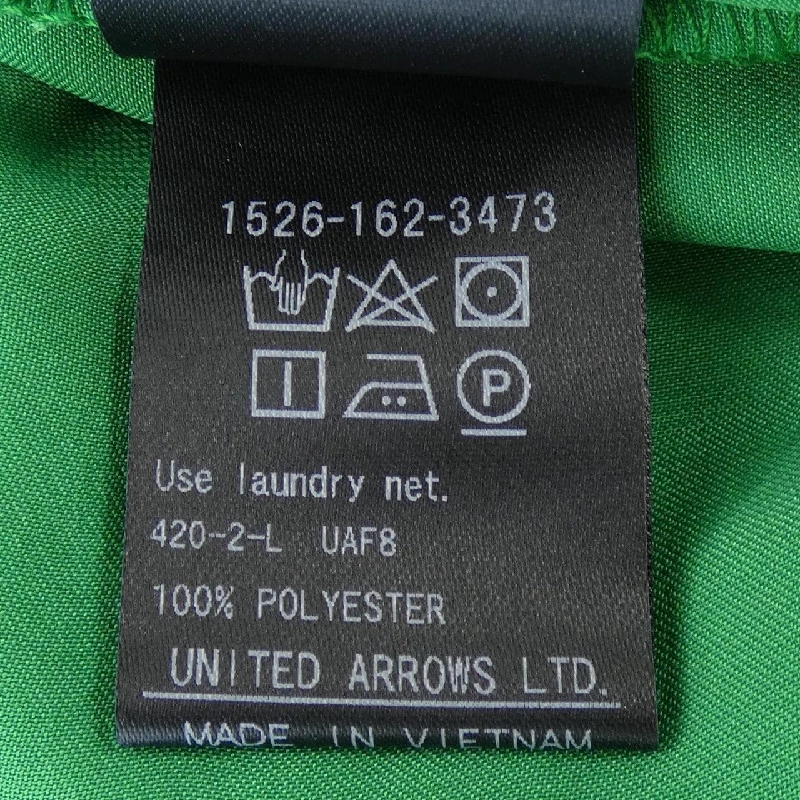 1526-162-3473
P
Use laundry net.
420-2-L UAF8
100% POLYESTER
UNITED ARROWS LTD.
MADE IN VIETNAM